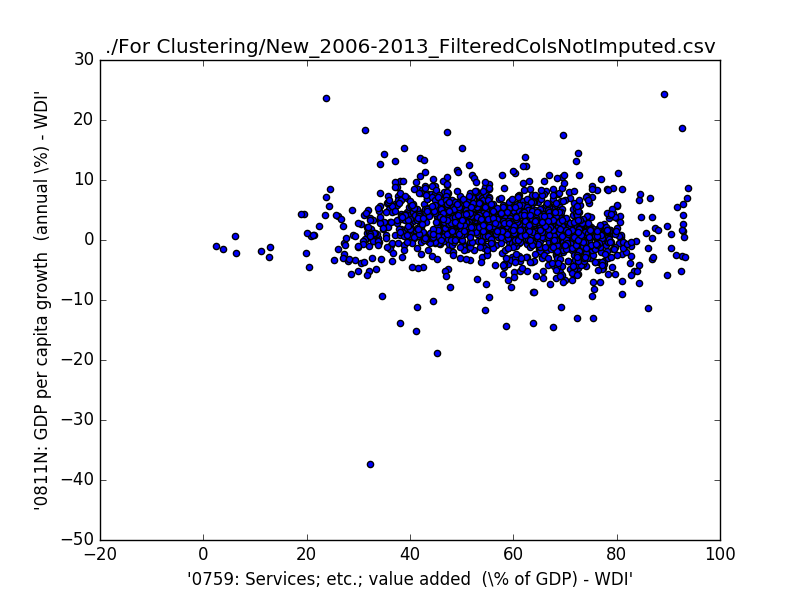 ./For Clustering/New_2006-2013_FilteredColsNotImputed.csv
30
20
10
0
−10
−20
−30
−40
−50
'0811N: GDP per capita growth  (annual \%) - WDI'
−20 0 20 40 60 80 100
'0759: Services; etc.; value added  (\% of GDP) - WDI'